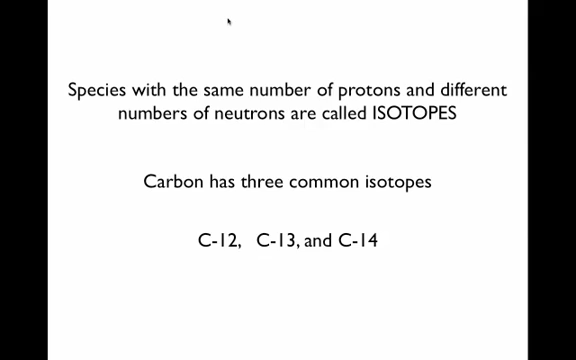 Species with the same number of protons and different
numbers of neutrons are called ISOTOPES
Carbon has three common isotopes
C-12, C-13, and C-14